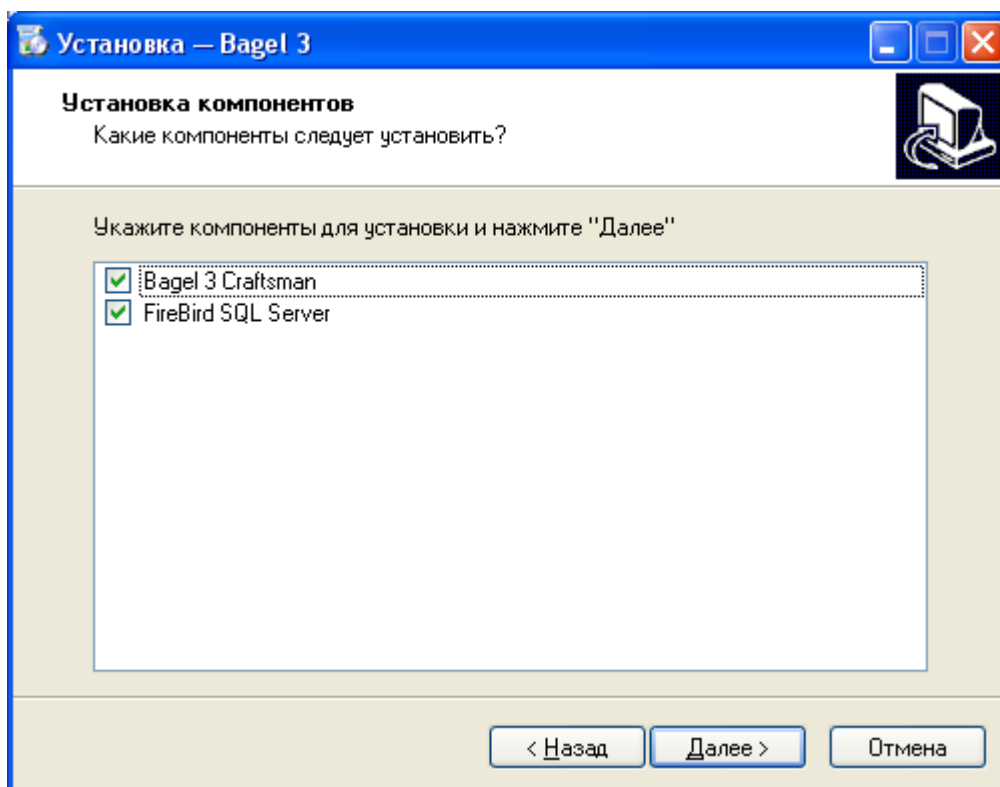 Установка — Bagel 3
Установка компонентов
Какие компоненты следует установить?
Укажите компоненты для установки и нажмите "Далее"
Bagel 3 Craftsman
FireBird SQL Server
< Назад
Далее >
Отмена